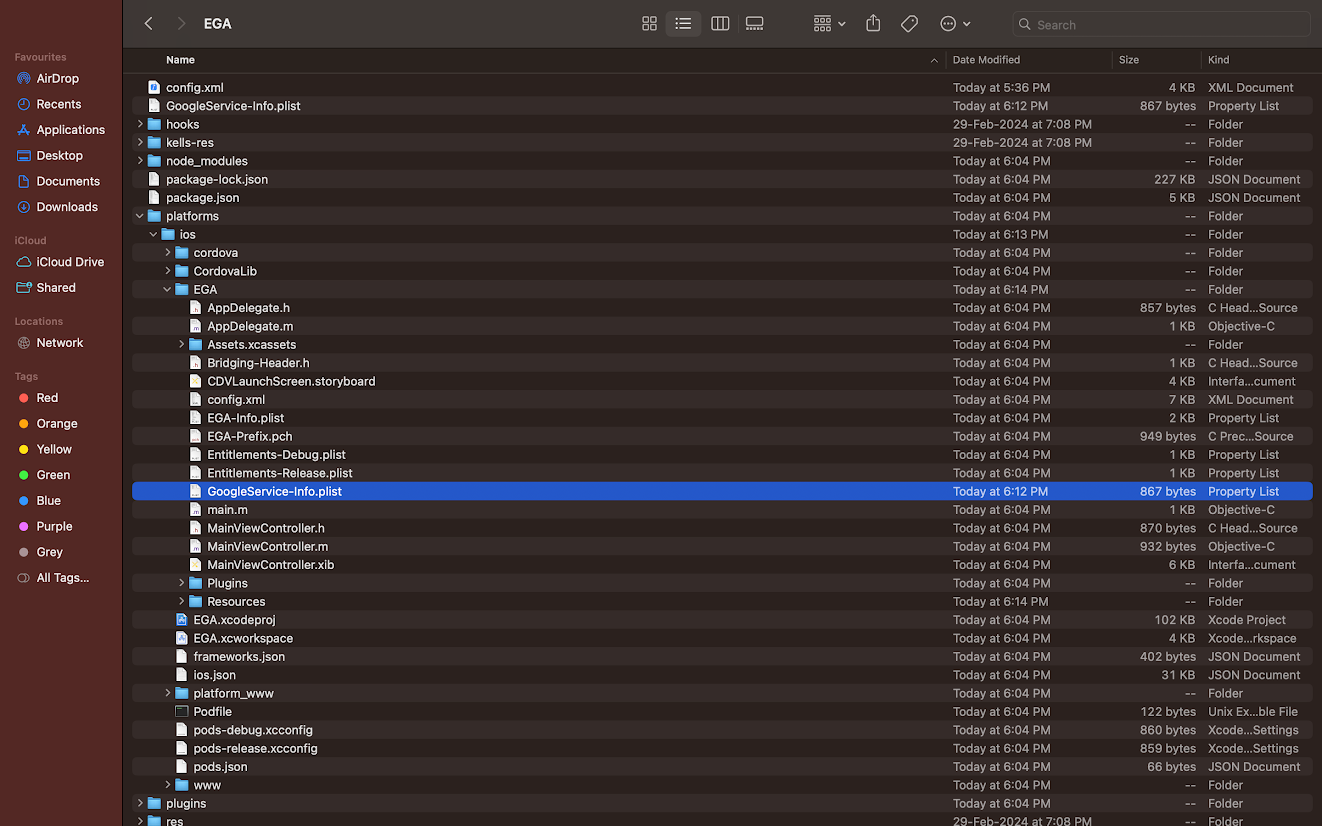 EGA
Search
Favourites
AirDrop
Recents
Applications
Desktop
Documents
Downloads
iCloud
iCloud Drive
Shared
Locations
Network
Tags
Red
Orange
Yellow
Green
Blue
Purple
Grey
All Tags...
Name Date Modified Size Kind
config.xml Today at 5:36 PM 4 KB XML Document
GoogleService-Info.plist Today at 6:12 PM 867 bytes Property List
hooks 29-Feb-2024 at 7:08 PM -- Folder
kells-res 29-Feb-2024 at 7:08 PM -- Folder
node_modules Today at 6:04 PM -- Folder
package-lock.json Today at 6:04 PM 227 KB JSON Document
package.json Today at 6:04 PM 5 KB JSON Document
platforms Today at 6:04 PM -- Folder
ios Today at 6:13 PM -- Folder
cordova Today at 6:04 PM -- Folder
CordovaLib Today at 6:04 PM -- Folder
EGA Today at 6:14 PM -- Folder
AppDelegate.h Today at 6:04 PM 857 bytes C Head...Source
AppDelegate.m Today at 6:04 PM 1 KB Objective-C
Assets.xcassets Today at 6:04 PM -- Folder
Bridging-Header.h Today at 6:04 PM 1 KB C Head...Source
CDVLaunchScreen.storyboard Today at 6:04 PM 4 KB Interfa...cument
config.xml Today at 6:04 PM 7 KB XML Document
EGA-Info.plist Today at 6:04 PM 2 KB Property List
EGA-Prefix.pch Today at 6:04 PM 949 bytes C Prec...Source
Entitlements-Debug.plist Today at 6:04 PM 1 KB Property List
Entitlements-Release.plist Today at 6:04 PM 1 KB Property List
GoogleService-Info.plist Today at 6:12 PM 867 bytes Property List
main.m Today at 6:04 PM 1 KB Objective-C
MainViewController.h Today at 6:04 PM 870 bytes C Head...Source
MainViewController.m Today at 6:04 PM 932 bytes Objective-C
MainViewController.xib Today at 6:04 PM 6 KB Interfa...cument
Plugins Today at 6:04 PM -- Folder
Resources Today at 6:14 PM -- Folder
EGA.xcodeproj Today at 6:04 PM 102 KB Xcode Project
EGA.xcworkspace Today at 6:04 PM 4 KB Xcode...rkspace
frameworks.json Today at 6:04 PM 402 bytes JSON Document
ios.json Today at 6:04 PM 31 KB JSON Document
platform_www Today at 6:04 PM -- Folder
Podfile Today at 6:04 PM 122 bytes Unix Ex...ble File
pods-debug.xcconfig Today at 6:04 PM 860 bytes Xcode...Settings
pods-release.xcconfig Today at 6:04 PM 859 bytes Xcode...Settings
pods.json Today at 6:04 PM 66 bytes JSON Document
www Today at 6:04 PM -- Folder
plugins Today at 6:04 PM -- Folder
res 29-Feb-2024 at 7:08 PM -- Folder